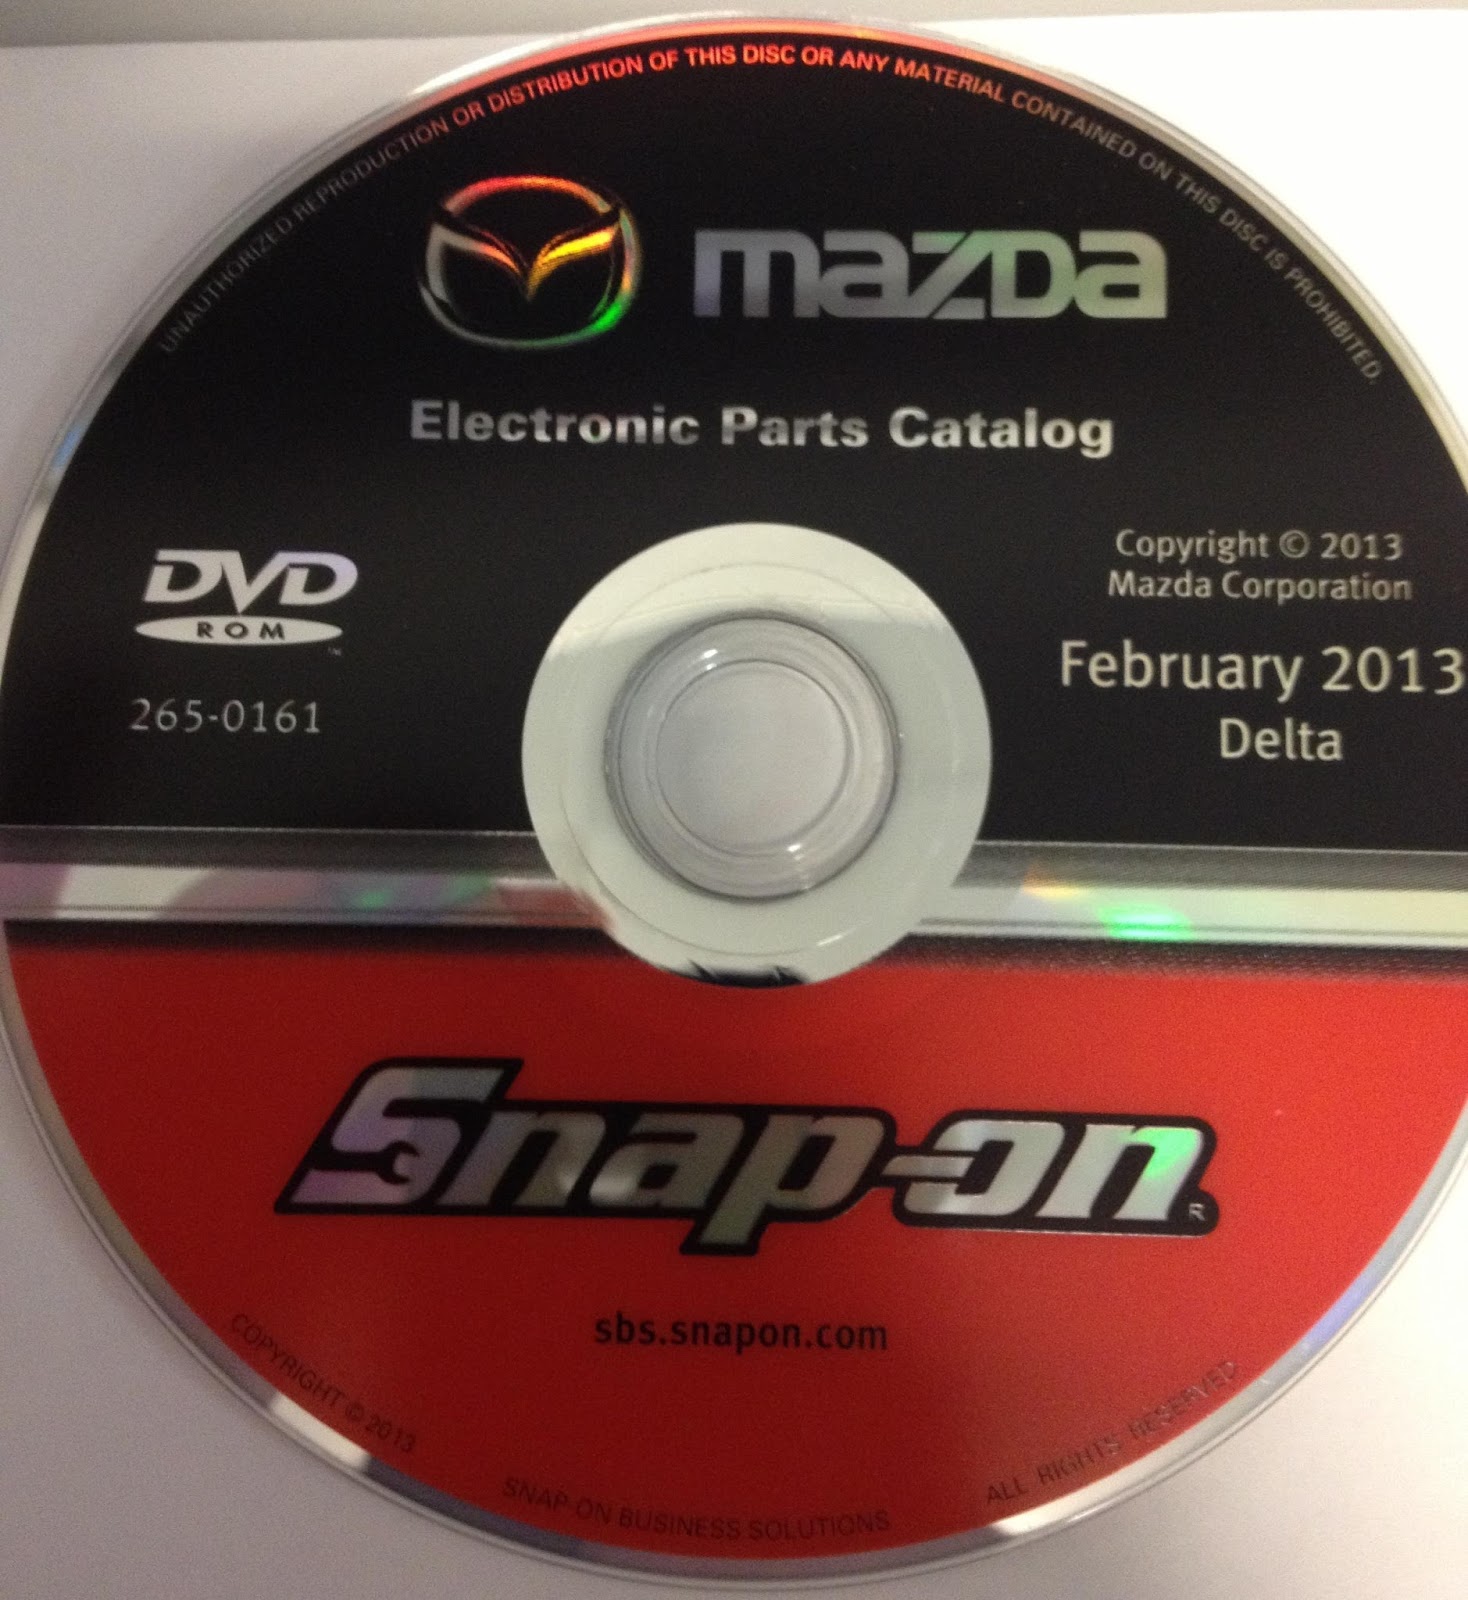 UNAUTHORIZED REPRODUCTION OR DISTRIBUTION OF THIS DISC OR ANY MATERIAL CONTAINED ON THIS DISC IS PROHIBITED.
mazda
Electronic Parts Catalog
DVD
ROM
TM
265-0161
Copyright © 2013
Mazda Corporation
February 2013
Delta
Snap-on
R
sbs.snapon.com
COPYRIGHT © 2013
SNAP-ON BUSINESS SOLUTIONS
ALL RIGHTS RESERVED